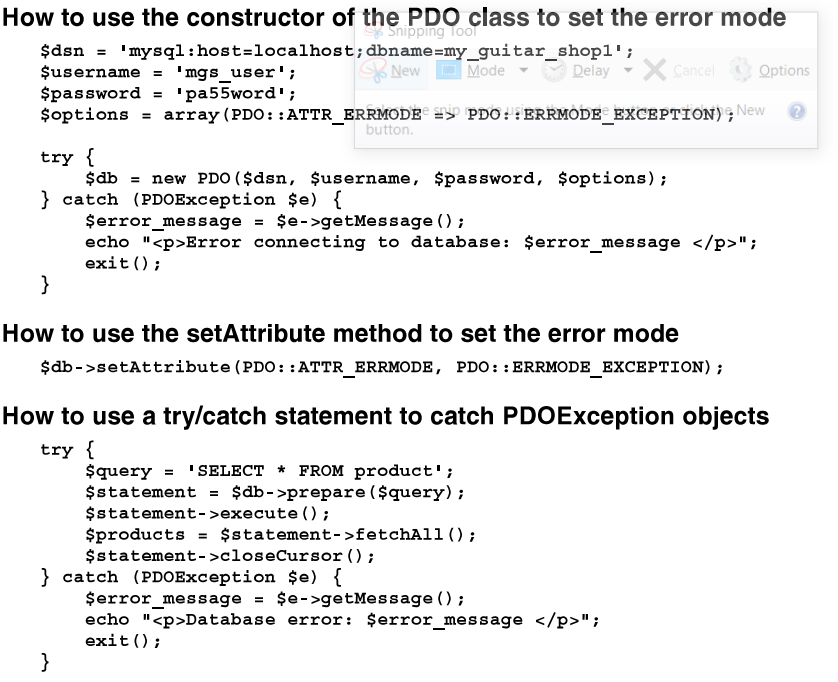 How to use the constructor of the PDO class to set the error mode
Snipping Tool
$dsn = 'mysql:host=localhost;dbname=my_guitar_shop1';
New Mode Delay Cancel Options
$username = 'mgs_user';
$password = 'pa55word';
Select the snip mode using the Mode button or click the New
button.
$options = array(PDO::ATTR_ERRMODE => PDO::ERRMODE_EXCEPTION);
try {
$db = new PDO($dsn, $username, $password, $options);
} catch (PDOException $e) {
$error_message = $e->getMessage();
echo "<p>Error connecting to database: $error_message </p>";
exit();
}
How to use the setAttribute method to set the error mode
$db->setAttribute(PDO::ATTR_ERRMODE, PDO::ERRMODE_EXCEPTION);
How to use a try/catch statement to catch PDOException objects
try {
$query = 'SELECT * FROM product';
$statement = $db->prepare($query);
$statement->execute();
$products = $statement->fetchAll();
$statement->closeCursor();
} catch (PDOException $e) {
$error_message = $e->getMessage();
echo "<p>Database error: $error_message </p>";
exit();
}